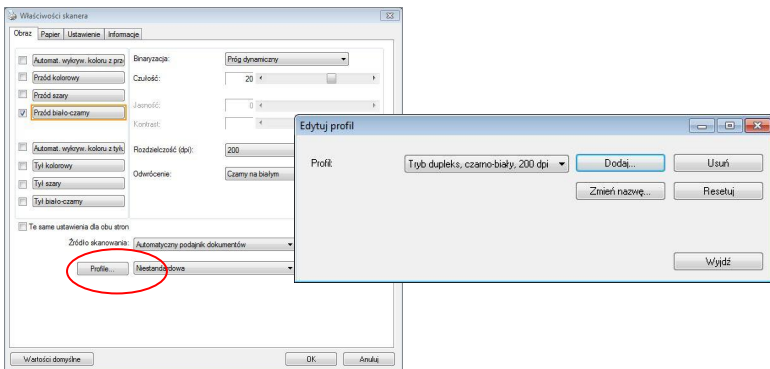 Właściwości skanera
Obraz Papier Ustawienie Informacje
Automat. wykryw. koloru z prz
Przód kolorowy
Przód szary
Przód biało-czarny
Automat. wykryw. koloru z tyłu
Tył kolorowy
Tył szary
Tył biało-czarny
Te same ustawienia dla obu stron
Binaryzacja: Próg dynamiczny
Czułość: 20
Jasność: 0
Kontrast:
Rozdzielczość (dpi): 200
Odwrócenie: Czarny na białym
Źródło skanowania: Automatyczny podajnik dokumentów
Profile... Niestandardowa
Wartości domyślne OK Anuluj
Edytuj profil
Profil: Tryb dupleks, czarno-biały, 200 dpi Dodaj... Usuń
Zmień nazwę... Resetuj
Wyjdź